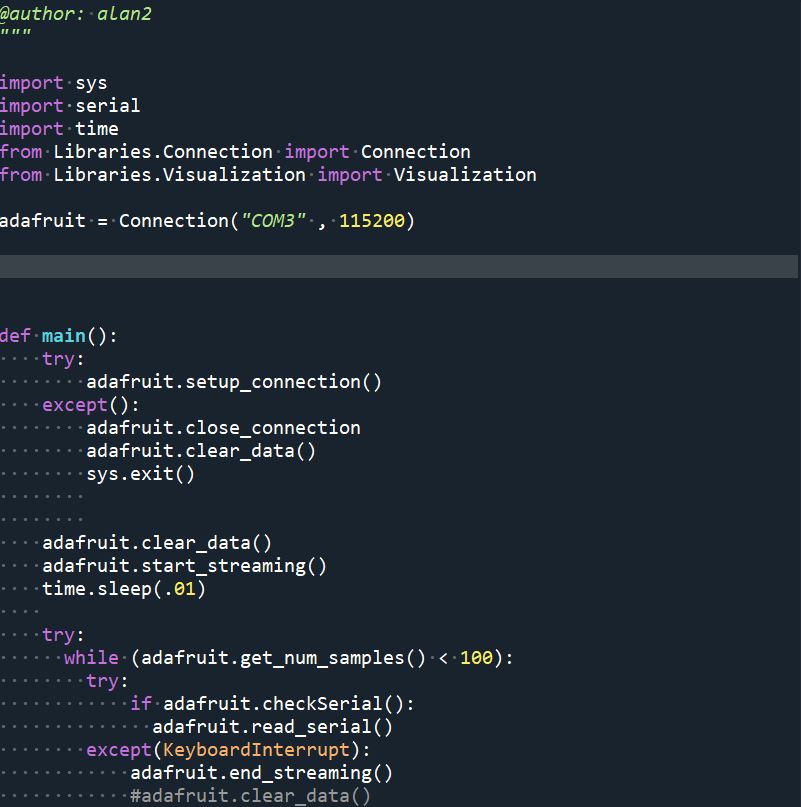 @author: alan2
"""
import sys
import serial
import time
from Libraries.Connection import Connection
from Libraries.Visualization import Visualization
adafruit = Connection("COM3" , 115200)
def main():
    try:
        adafruit.setup_connection()
    except():
        adafruit.close_connection
        adafruit.clear_data()
        sys.exit()
    adafruit.clear_data()
    adafruit.start_streaming()
    time.sleep(.01)
    try:
      while (adafruit.get_num_samples() < 100):
        try:
            if adafruit.checkSerial():
              adafruit.read_serial()
        except(KeyboardInterrupt):
            adafruit.end_streaming()
            #adafruit.clear_data()